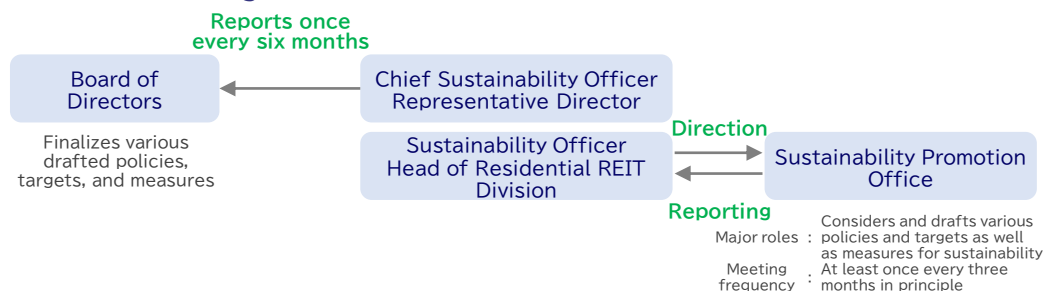 Reports once
every six months
Board of
Directors
Finalizes various
drafted policies,
targets, and measures
Chief Sustainability Officer
Representative Director
Sustainability Officer
Head of Residential REIT
Division
Direction
Reporting
Sustainability Promotion
Office
Major roles : Considers and drafts various
policies and targets as well
as measures for sustainability
Meeting
frequency : At least once every three
months in principle